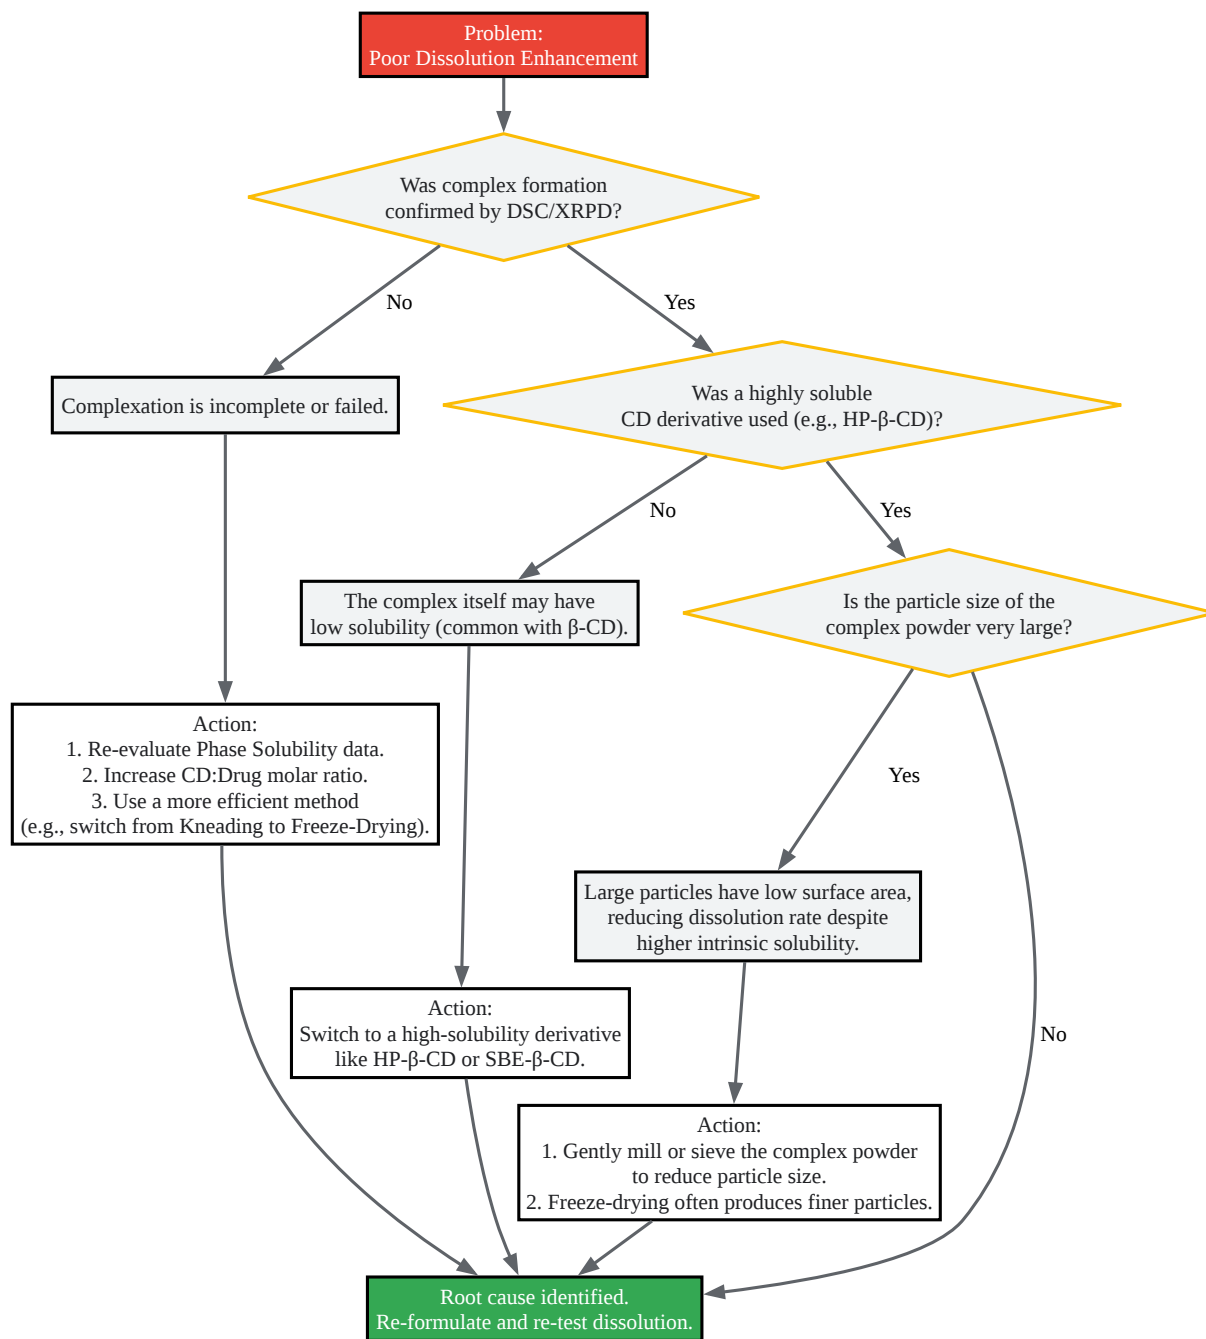 Problem:
Poor Dissolution Enhancement
Was complex formation
confirmed by DSC/XRPD?
No
Yes
Complexation is incomplete or failed.
Was a highly soluble
CD derivative used (e.g., HP-β-CD)?
No
Yes
The complex itself may have
low solubility (common with β-CD).
Is the particle size of the
complex powder very large?
Action:
1. Re-evaluate Phase Solubility data.
2. Increase CD:Drug molar ratio.
3. Use a more efficient method
(e.g., switch from Kneading to Freeze-Drying).
Yes
Large particles have low surface area,
reducing dissolution rate despite
higher intrinsic solubility.
Action:
Switch to a high-solubility derivative
like HP-β-CD or SBE-β-CD.
No
Action:
1. Gently mill or sieve the complex powder
to reduce particle size.
2. Freeze-drying often produces finer particles.
Root cause identified.
Re-formulate and re-test dissolution.